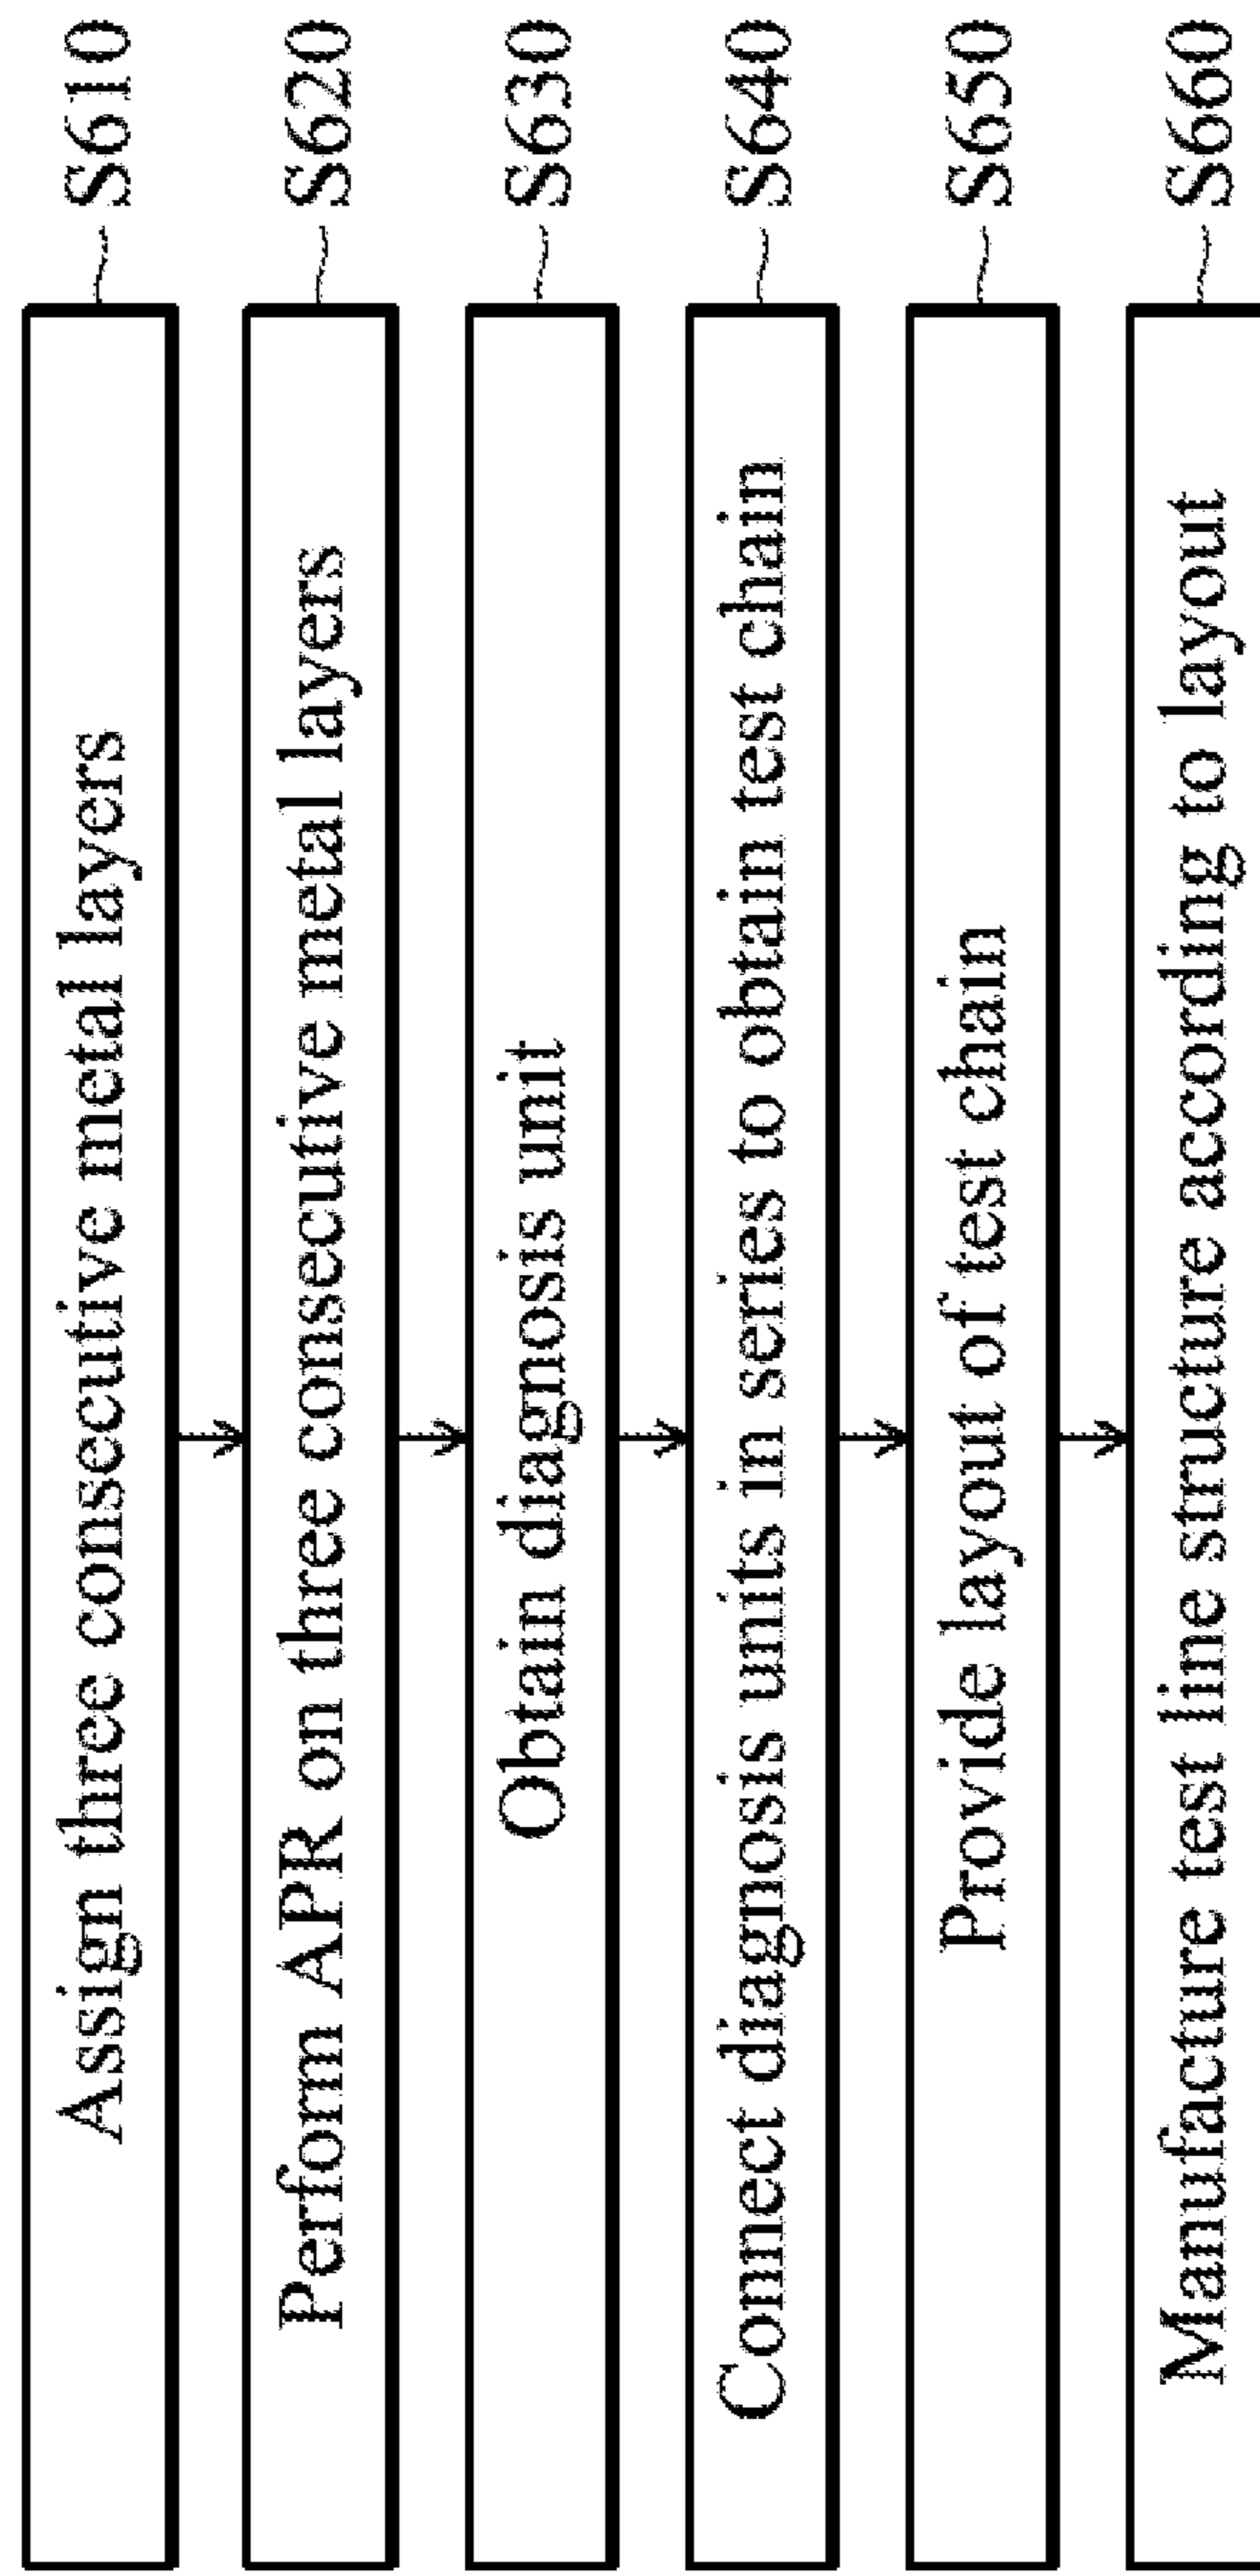 Assign three consecutive metal layers
S610
Perform APR on three consecutive metal layers
S620
Obtain diagnosis unit
S630
Connect diagnosis units in series to obtain test chain
S640
Provide layout of test chain
S650
Manufacture test line structure according to layout
S660